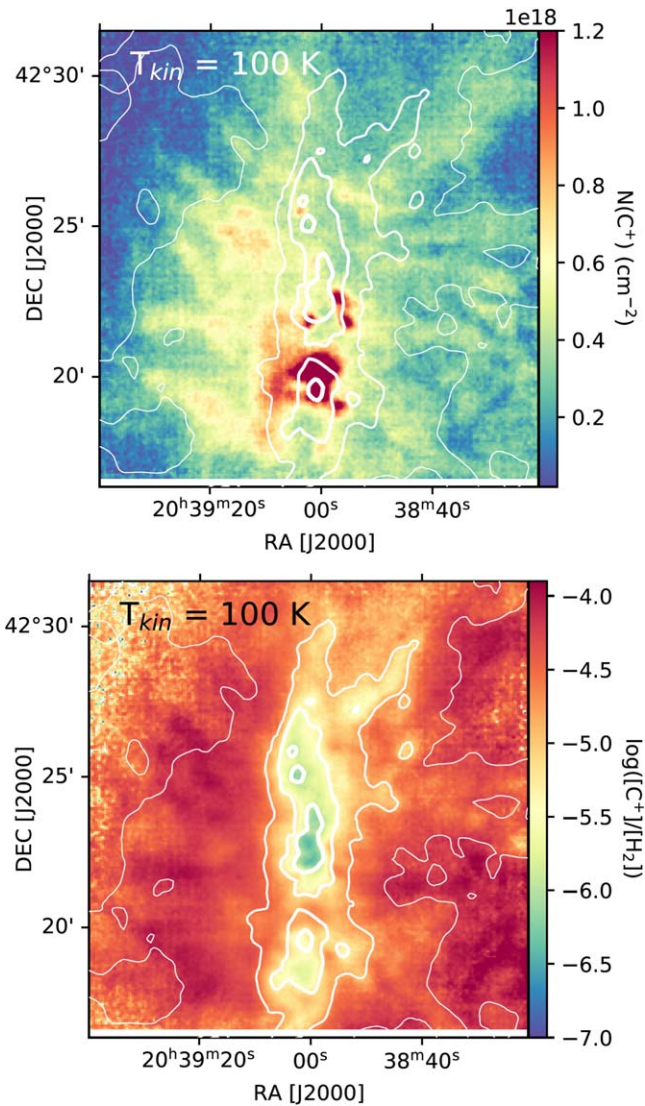 1e18
T_kin = 100 K
42°30'
25'
20'
DEC [J2000]
20ʰ39ᵐ20ˢ 00ˢ 38ᵐ40ˢ
RA [J2000]
1.2
1.0
0.8
0.6
0.4
0.2
N(C⁺) (cm⁻²)
T_kin = 100 K
42°30'
25'
20'
DEC [J2000]
20ʰ39ᵐ20ˢ 00ˢ 38ᵐ40ˢ
RA [J2000]
−4.0
−4.5
−5.0
−5.5
−6.0
−6.5
−7.0
log([C⁺]/[H₂])